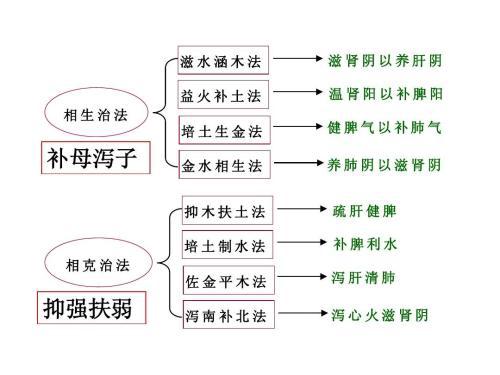 相生治法
补母泻子
滋水涵木法 滋肾阴以养肝阴
益火补土法 温肾阳以补脾阳
培土生金法 健脾气以补肺气
金水相生法 养肺阴以滋肾阴
相克治法
抑强扶弱
抑木扶土法 疏肝健脾
培土制水法 补脾利水
佐金平木法 泻肝清肺
泻南补北法 泻心火滋肾阴